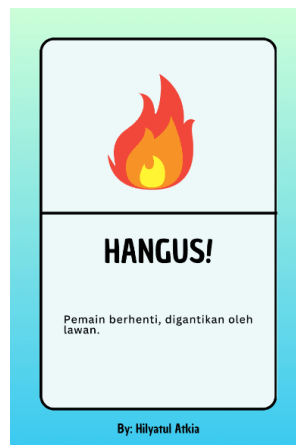 HANGUS!
Pemain berhenti, digantikan oleh
lawan.
By: Hilyatul Atkia